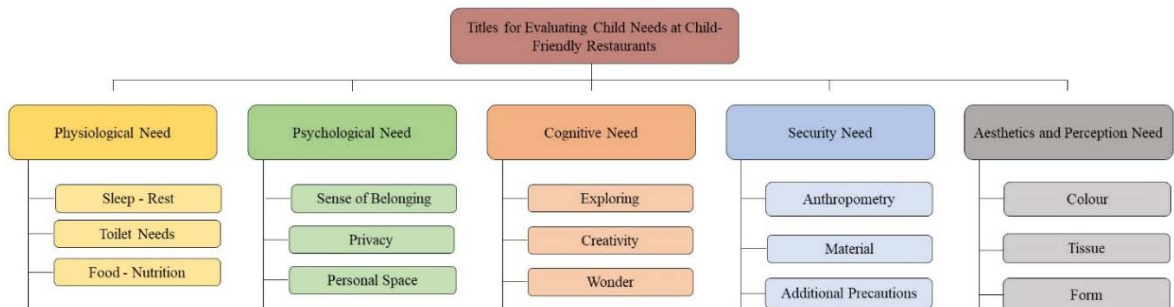 Titles for Evaluating Child Needs at Child-
Friendly Restaurants
Physiological Need
Psychological Need
Cognitive Need
Security Need
Aesthetics and Perception Need
Sleep - Rest
Sense of Belonging
Exploring
Anthropometry
Colour
Toilet Needs
Privacy
Creativity
Material
Tissue
Food - Nutrition
Personal Space
Wonder
Additional Precautions
Form